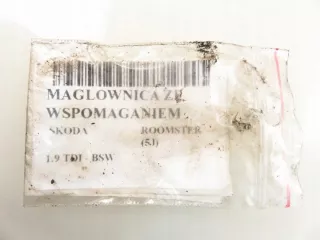 MAGLOWNICA ZE
WSPOMAGANIEM
SKODA ROOMSTER
(5J)
1.9 TDI - BSW